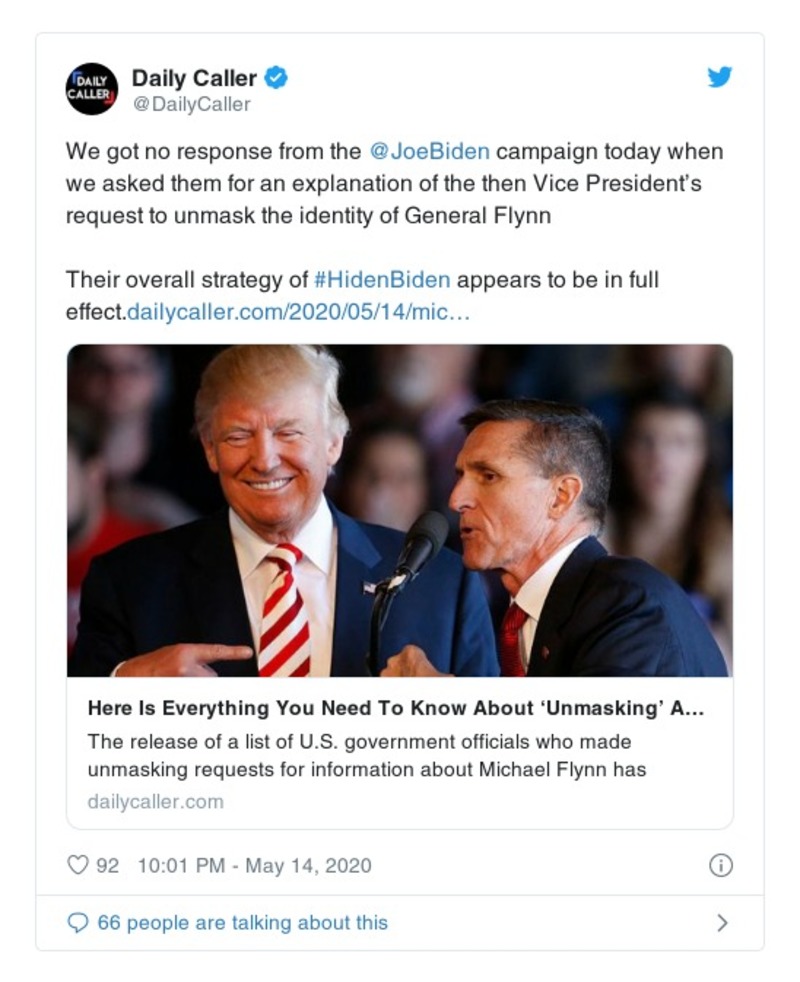 DAILY
CALLER
Daily Caller
@DailyCaller
We got no response from the @JoeBiden campaign today when
we asked them for an explanation of the then Vice President’s
request to unmask the identity of General Flynn
Their overall strategy of #HidenBiden appears to be in full
effect.dailycaller.com/2020/05/14/mic…
Here Is Everything You Need To Know About ‘Unmasking’ A...
The release of a list of U.S. government officials who made
unmasking requests for information about Michael Flynn has
dailycaller.com
92 10:01 PM - May 14, 2020
66 people are talking about this